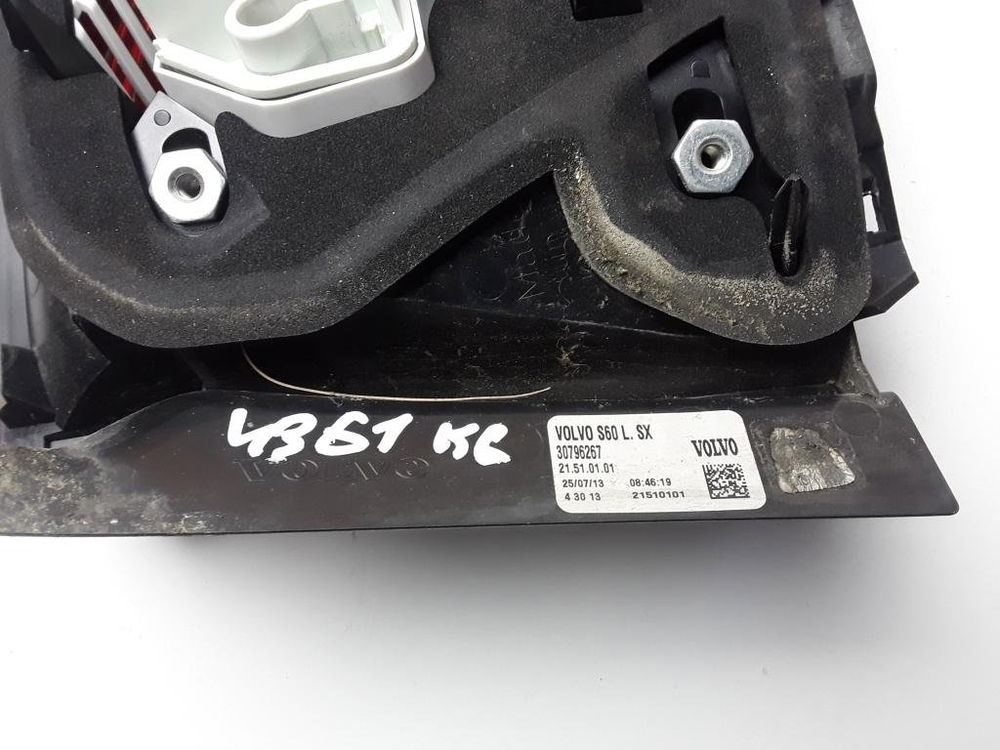 4361 KC
VOLVO
VOLVO S60 L. SX
30796267
VOLVO
21.51.01.01
25/07/13 08:46:19
4 30 13 21510101